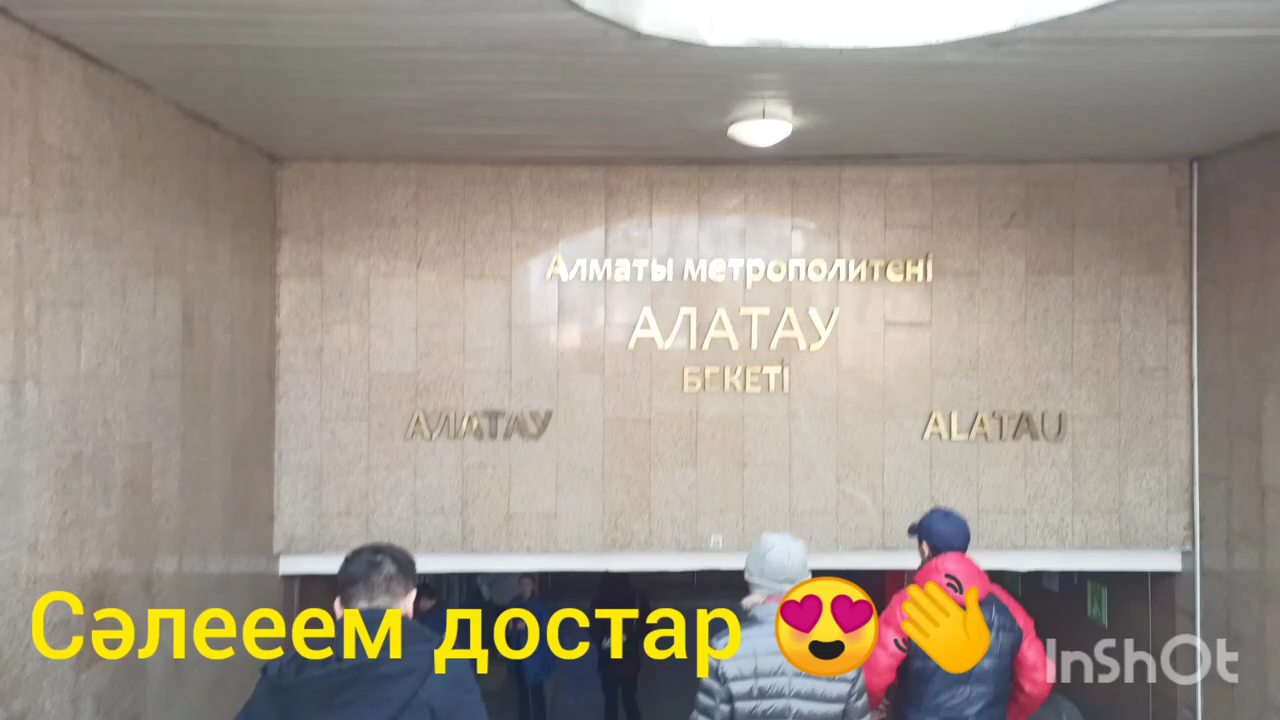 Алматы метрополитені
АЛАТАУ
БЕКЕТІ
АЛАТАУ
ALATAU
Сәлееем достар 😍👋
InShOt